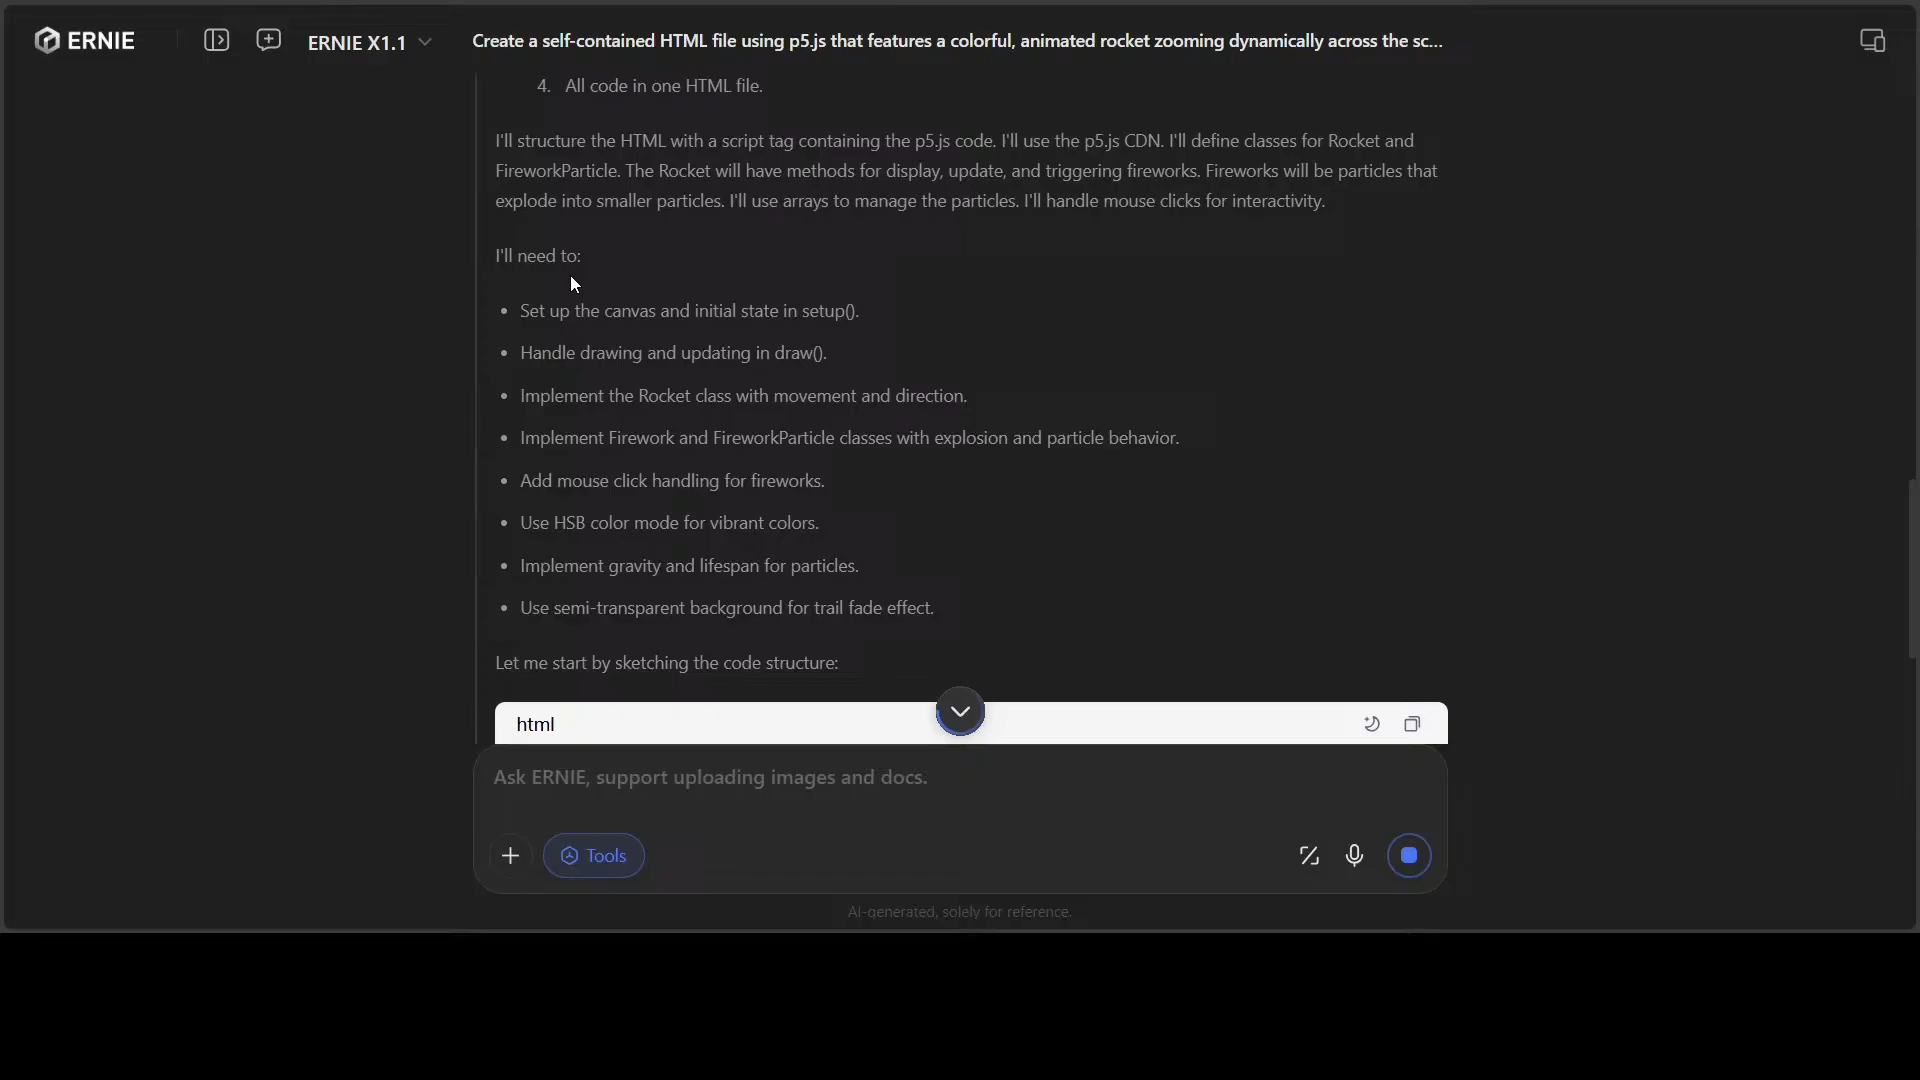 ERNIE
ERNIE X1.1
Create a self-contained HTML file using p5.js that features a colorful, animated rocket zooming dynamically across the sc...
4. All code in one HTML file.
I'll structure the HTML with a script tag containing the p5.js code. I'll use the p5.js CDN. I'll define classes for Rocket and
FireworkParticle. The Rocket will have methods for display, update, and triggering fireworks. Fireworks will be particles that
explode into smaller particles. I'll use arrays to manage the particles. I'll handle mouse clicks for interactivity.
I'll need to:
• Set up the canvas and initial state in setup().
• Handle drawing and updating in draw().
• Implement the Rocket class with movement and direction.
• Implement Firework and FireworkParticle classes with explosion and particle behavior.
• Add mouse click handling for fireworks.
• Use HSB color mode for vibrant colors.
• Implement gravity and lifespan for particles.
• Use semi-transparent background for trail fade effect.
Let me start by sketching the code structure:
html
Ask ERNIE, support uploading images and docs.
Tools
AI-generated, solely for reference.